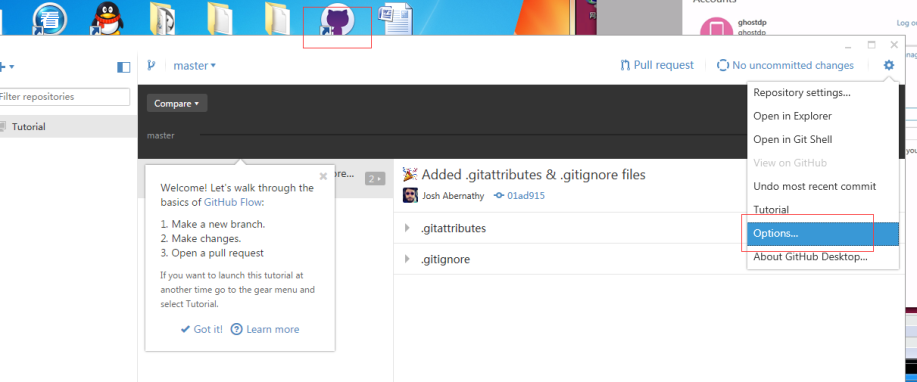 看
Accounts
ghostdp
ghostdp
master
Pull request
No uncommitted changes
Filter repositories
Tutorial
Compare
master
Repository settings...
Open in Explorer
Open in Git Shell
View on GitHub
Undo most recent commit
Tutorial
Options...
About GitHub Desktop...
Welcome! Let's walk through the
basics of GitHub Flow:
1. Make a new branch.
2. Make changes.
3. Open a pull request
If you want to launch this tutorial at
another time go to the gear menu and
select Tutorial.
Got it!
Learn more
2
Added .gitattributes & .gitignore files
Josh Abernathy
01ad915
.gitattributes
.gitignore